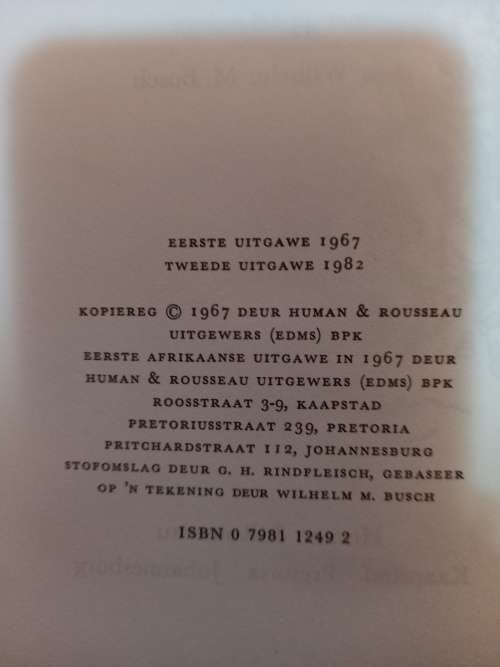 EERSTE UITGAWE 1967
TWEEDE UITGAWE 1982
KOPIEREG © 1967 DEUR HUMAN & ROUSSEAU
UITGEWERS (EDMS) BPK
EERSTE AFRIKAANSE UITGAWE IN 1967 DEUR
HUMAN & ROUSSEAU UITGEWERS (EDMS) BPK
ROOSSTRAAT 3-9, KAAPSTAD
PRETORIUSSTRAAT 239, PRETORIA
PRITCHARDSTRAAT 112, JOHANNESBURG
STOFOMSLAG DEUR G. H. RINDFLEISCH, GEBASEER
OP 'N TEKENING DEUR WILHELM M. BUSCH
ISBN 0 7981 1249 2